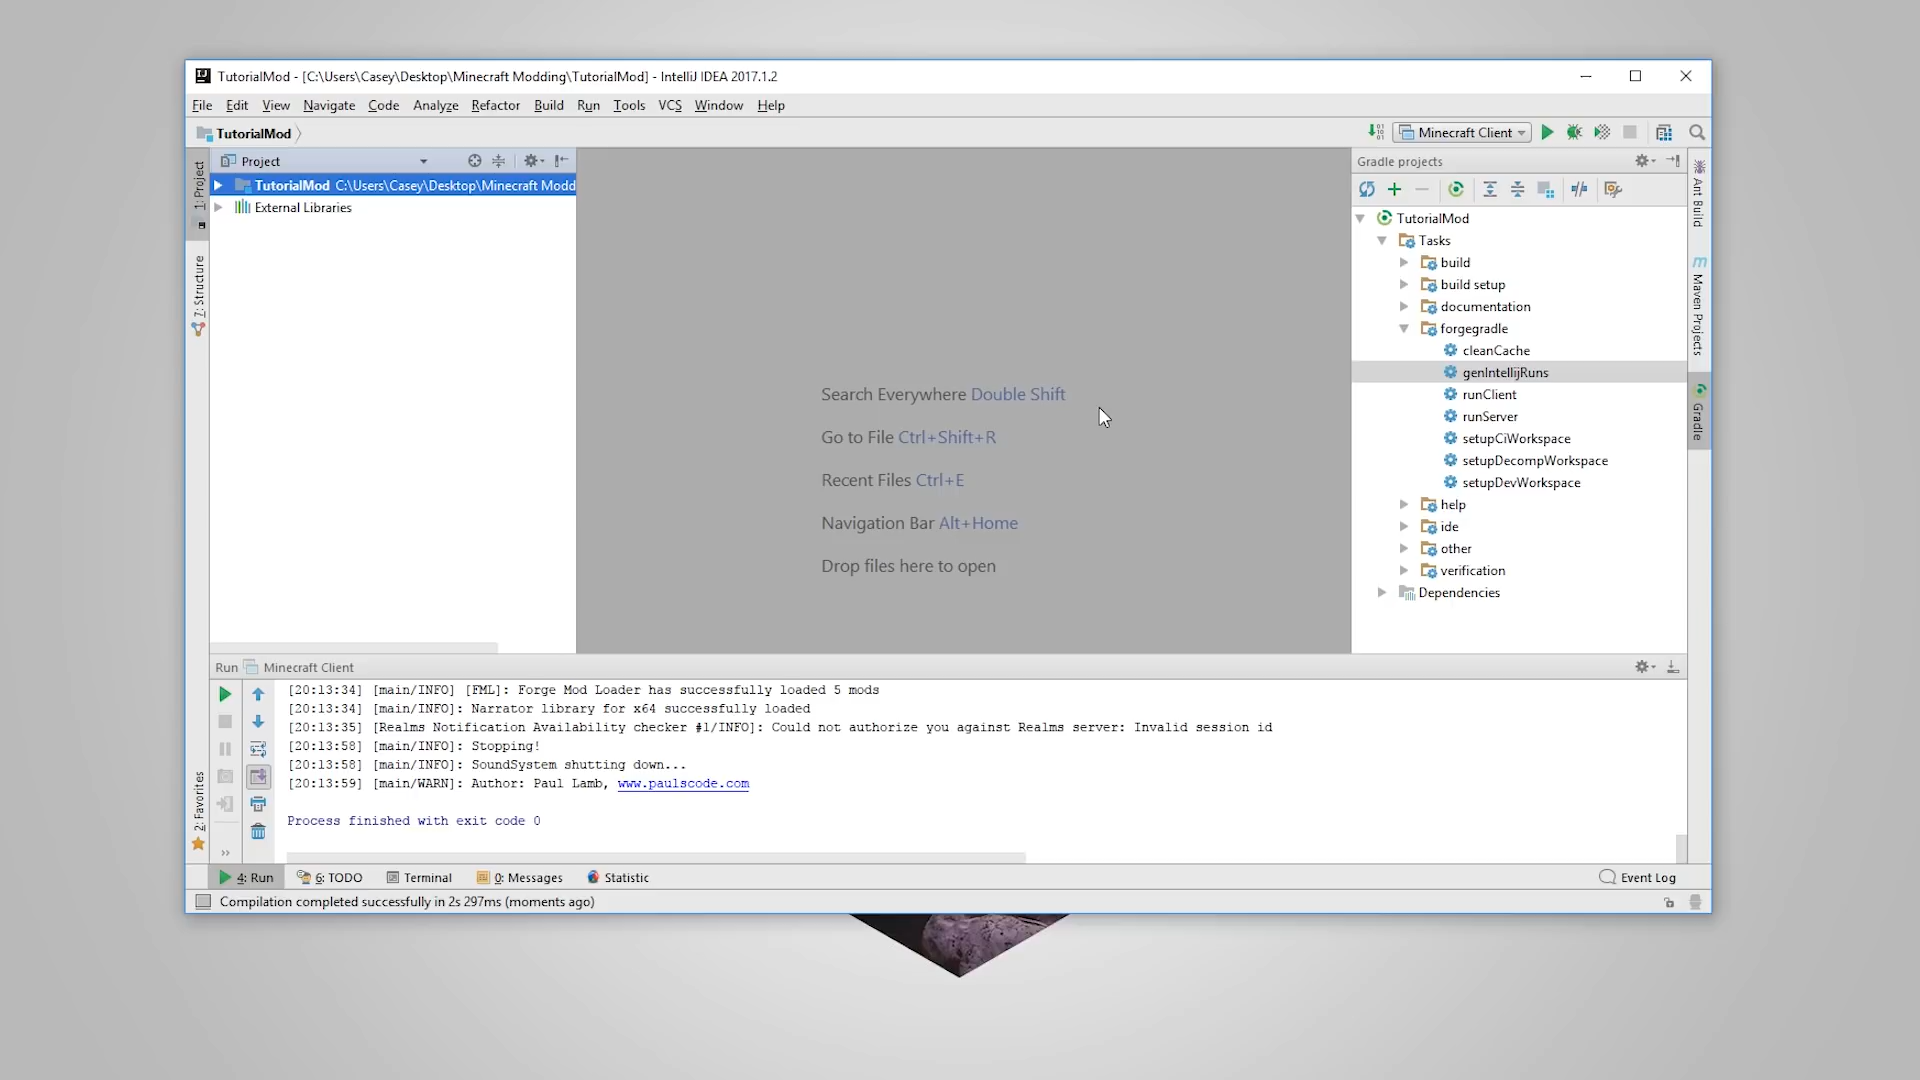 TutorialMod - [C:\Users\Casey\Desktop\Minecraft Modding\TutorialMod] - IntelliJ IDEA 2017.1.2
File Edit View Navigate Code Analyze Refactor Build Run Tools VCS Window Help
TutorialMod
Minecraft Client
1: Project
7: Structure
2: Favorites
Project
TutorialMod C:\Users\Casey\Desktop\Minecraft Modd
External Libraries
Search Everywhere Double Shift
Go to File Ctrl+Shift+R
Recent Files Ctrl+E
Navigation Bar Alt+Home
Drop files here to open
Gradle projects
TutorialMod
Tasks
build
build setup
documentation
forgegradle
cleanCache
genIntellijRuns
runClient
runServer
setupCiWorkspace
setupDecompWorkspace
setupDevWorkspace
help
ide
other
verification
Dependencies
Ant Build
Maven Projects
Gradle
Run Minecraft Client
[20:13:34] [main/INFO] [FML]: Forge Mod Loader has successfully loaded 5 mods
[20:13:34] [main/INFO]: Narrator library for x64 successfully loaded
[20:13:35] [Realms Notification Availability checker #1/INFO]: Could not authorize you against Realms server: Invalid session id
[20:13:58] [main/INFO]: Stopping!
[20:13:58] [main/INFO]: SoundSystem shutting down...
[20:13:59] [main/WARN]: Author: Paul Lamb, www.paulscode.com
Process finished with exit code 0
4: Run 6: TODO Terminal 0: Messages Statistic Event Log
Compilation completed successfully in 2s 297ms (moments ago)